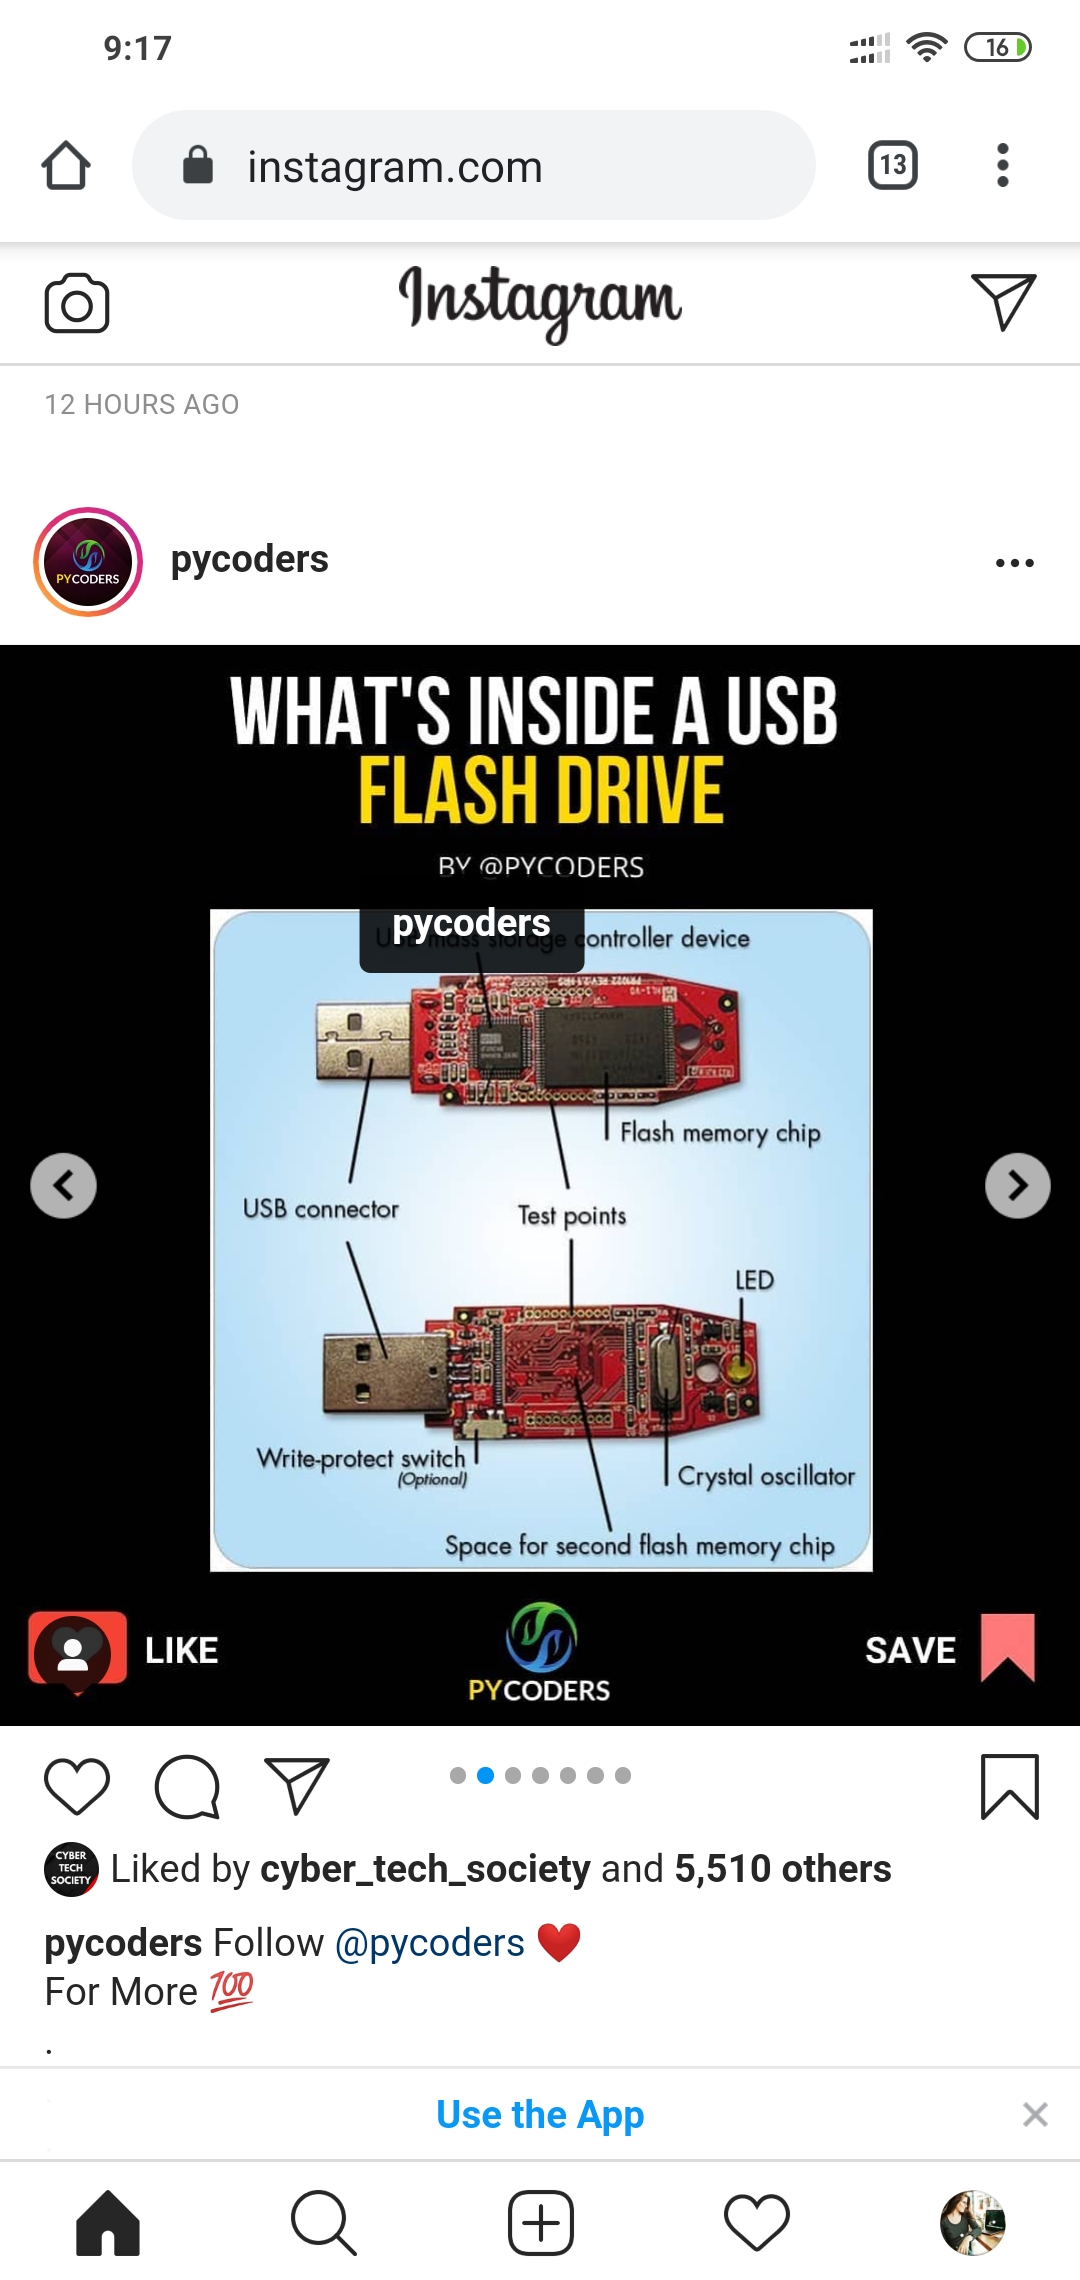 9:17
16
instagram.com
13
Instagram
12 HOURS AGO
PYCODERS
pycoders
WHAT'S INSIDE A USB
FLASH DRIVE
BY @PYCODERS
pycoders
USB mass storage controller device
Flash memory chip
USB connector
Test points
LED
Write-protect switch
(Optional)
Crystal oscillator
Space for second flash memory chip
LIKE
PYCODERS
SAVE
CYBER
TECH
SOCIETY
Liked by cyber_tech_society and 5,510 others
pycoders Follow @pycoders ❤️
For More 💯
.
Use the App